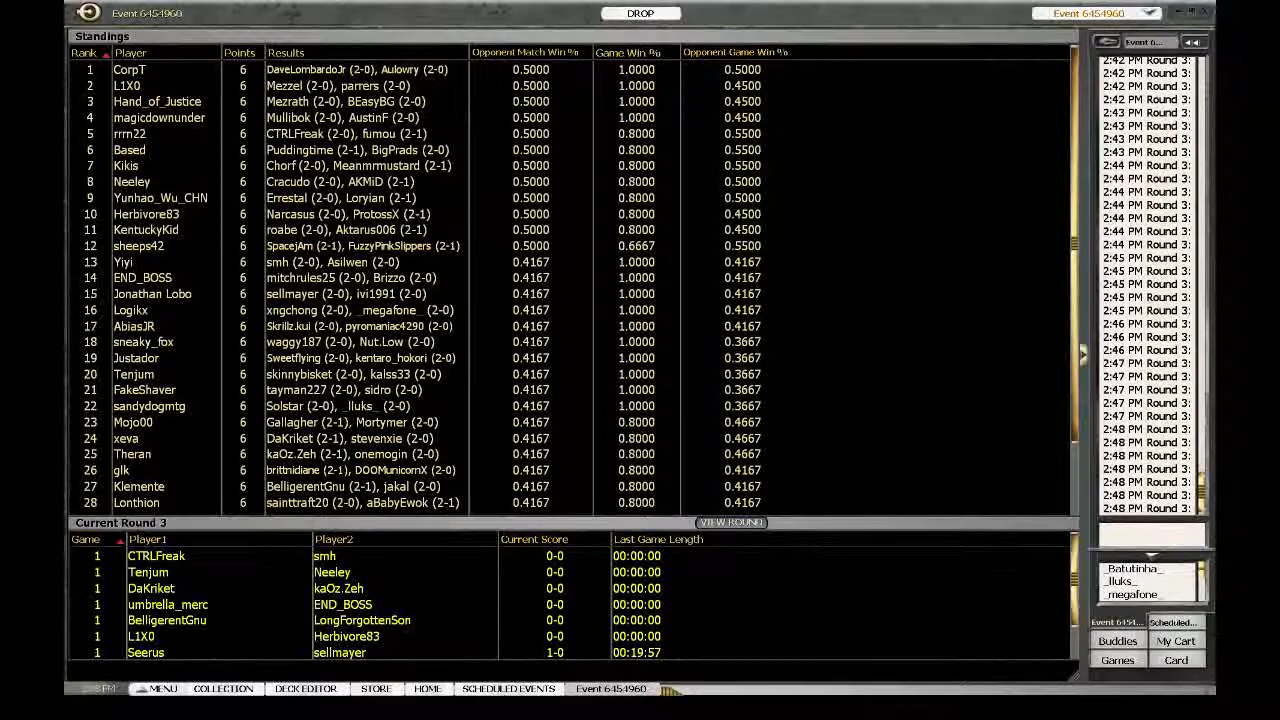 Event 6454960 DROP Event 6454960
Standings
Rank Player Points Results Opponent Match Win % Game Win % Opponent Game Win %
1 CorpT 6 DaveLombardoJr (2-0), Aulowry (2-0) 0.5000 1.0000 0.5000
2 L1X0 6 Mezzel (2-0), parrers (2-0) 0.5000 1.0000 0.4500
3 Hand_of_Justice 6 Mezrath (2-0), BEasyBG (2-0) 0.5000 1.0000 0.4500
4 magicdownunder 6 Mullibok (2-0), AustinF (2-0) 0.5000 1.0000 0.4500
5 rrrn22 6 CTRLFreak (2-0), fumou (2-1) 0.5000 0.8000 0.5500
6 Based 6 Puddingtime (2-1), BigPrads (2-0) 0.5000 0.8000 0.5500
7 Kikis 6 Chorf (2-0), Meanmrmustard (2-1) 0.5000 0.8000 0.5500
8 Neeley 6 Cracudo (2-0), AKMiD (2-1) 0.5000 0.8000 0.5000
9 Yunhao_Wu_CHN 6 Errestal (2-0), Loryian (2-1) 0.5000 0.8000 0.5000
10 Herbivore83 6 Narcasus (2-0), ProtossX (2-1) 0.5000 0.8000 0.4500
11 KentuckyKid 6 roabe (2-0), Aktarus006 (2-1) 0.5000 0.8000 0.4500
12 sheeps42 6 SpacejAm (2-1), FuzzyPinkSlippers (2-1) 0.5000 0.6667 0.5500
13 Yiyi 6 smh (2-0), Asilwen (2-0) 0.4167 1.0000 0.4167
14 END_BOSS 6 mitchrules25 (2-0), Brizzo (2-0) 0.4167 1.0000 0.4167
15 Jonathan Lobo 6 sellmayer (2-0), ivi1991 (2-0) 0.4167 1.0000 0.4167
16 Logikx 6 xngchong (2-0), _megafone_ (2-0) 0.4167 1.0000 0.4167
17 AbiasJR 6 Skrillz.kui (2-0), pyromaniac4290 (2-0) 0.4167 1.0000 0.4167
18 sneaky_fox 6 waggy187 (2-0), Nut.Low (2-0) 0.4167 1.0000 0.3667
19 Justador 6 Sweetflying (2-0), kentaro_hokori (2-0) 0.4167 1.0000 0.3667
20 Tenjum 6 skinnybisket (2-0), kalss33 (2-0) 0.4167 1.0000 0.3667
21 FakeShaver 6 tayman227 (2-0), sidro (2-0) 0.4167 1.0000 0.3667
22 sandydogmtg 6 Solstar (2-0), _lluks_ (2-0) 0.4167 1.0000 0.3667
23 Mojo00 6 Gallagher (2-1), Mortymer (2-0) 0.4167 0.8000 0.4667
24 xeva 6 DaKriket (2-1), stevenxie (2-0) 0.4167 0.8000 0.4667
25 Theran 6 kaOz.Zeh (2-1), onemogin (2-0) 0.4167 0.8000 0.4667
26 glk 6 brittnidiane (2-1), DOOMunicornX (2-0) 0.4167 0.8000 0.4167
27 Klemente 6 BelligerentGnu (2-1), jakal (2-0) 0.4167 0.8000 0.4167
28 Lonthion 6 sainttraft20 (2-0), aBabyEwok (2-1) 0.4167 0.8000 0.4167
Current Round 3 VIEW ROUND
Game Player1 Player2 Current Score Last Game Length
1 CTRLFreak smh 0-0 00:00:00
1 Tenjum Neeley 0-0 00:00:00
1 DaKriket kaOz.Zeh 0-0 00:00:00
1 umbrella_merc END_BOSS 0-0 00:00:00
1 BelligerentGnu LongForgottenSon 0-0 00:00:00
1 L1X0 Herbivore83 0-0 00:00:00
1 Seerus sellmayer 1-0 00:19:57
Event 6...
2:42 PM Round 3:
2:42 PM Round 3:
2:42 PM Round 3:
2:42 PM Round 3:
2:43 PM Round 3:
2:43 PM Round 3:
2:43 PM Round 3:
2:44 PM Round 3:
2:44 PM Round 3:
2:44 PM Round 3:
2:44 PM Round 3:
2:44 PM Round 3:
2:44 PM Round 3:
2:44 PM Round 3:
2:44 PM Round 3:
2:45 PM Round 3:
2:45 PM Round 3:
2:45 PM Round 3:
2:45 PM Round 3:
2:45 PM Round 3:
2:46 PM Round 3:
2:46 PM Round 3:
2:46 PM Round 3:
2:47 PM Round 3:
2:47 PM Round 3:
2:47 PM Round 3:
2:47 PM Round 3:
2:47 PM Round 3:
2:48 PM Round 3:
2:48 PM Round 3:
2:48 PM Round 3:
2:48 PM Round 3:
2:48 PM Round 3:
2:48 PM Round 3:
2:48 PM Round 3:
_Batutinha_
_lluks_
_megafone_
Event 6454... Scheduled...
Buddies My Cart
Games Card
MENU COLLECTION DECK EDITOR STORE HOME SCHEDULED EVENTS Event 6454960